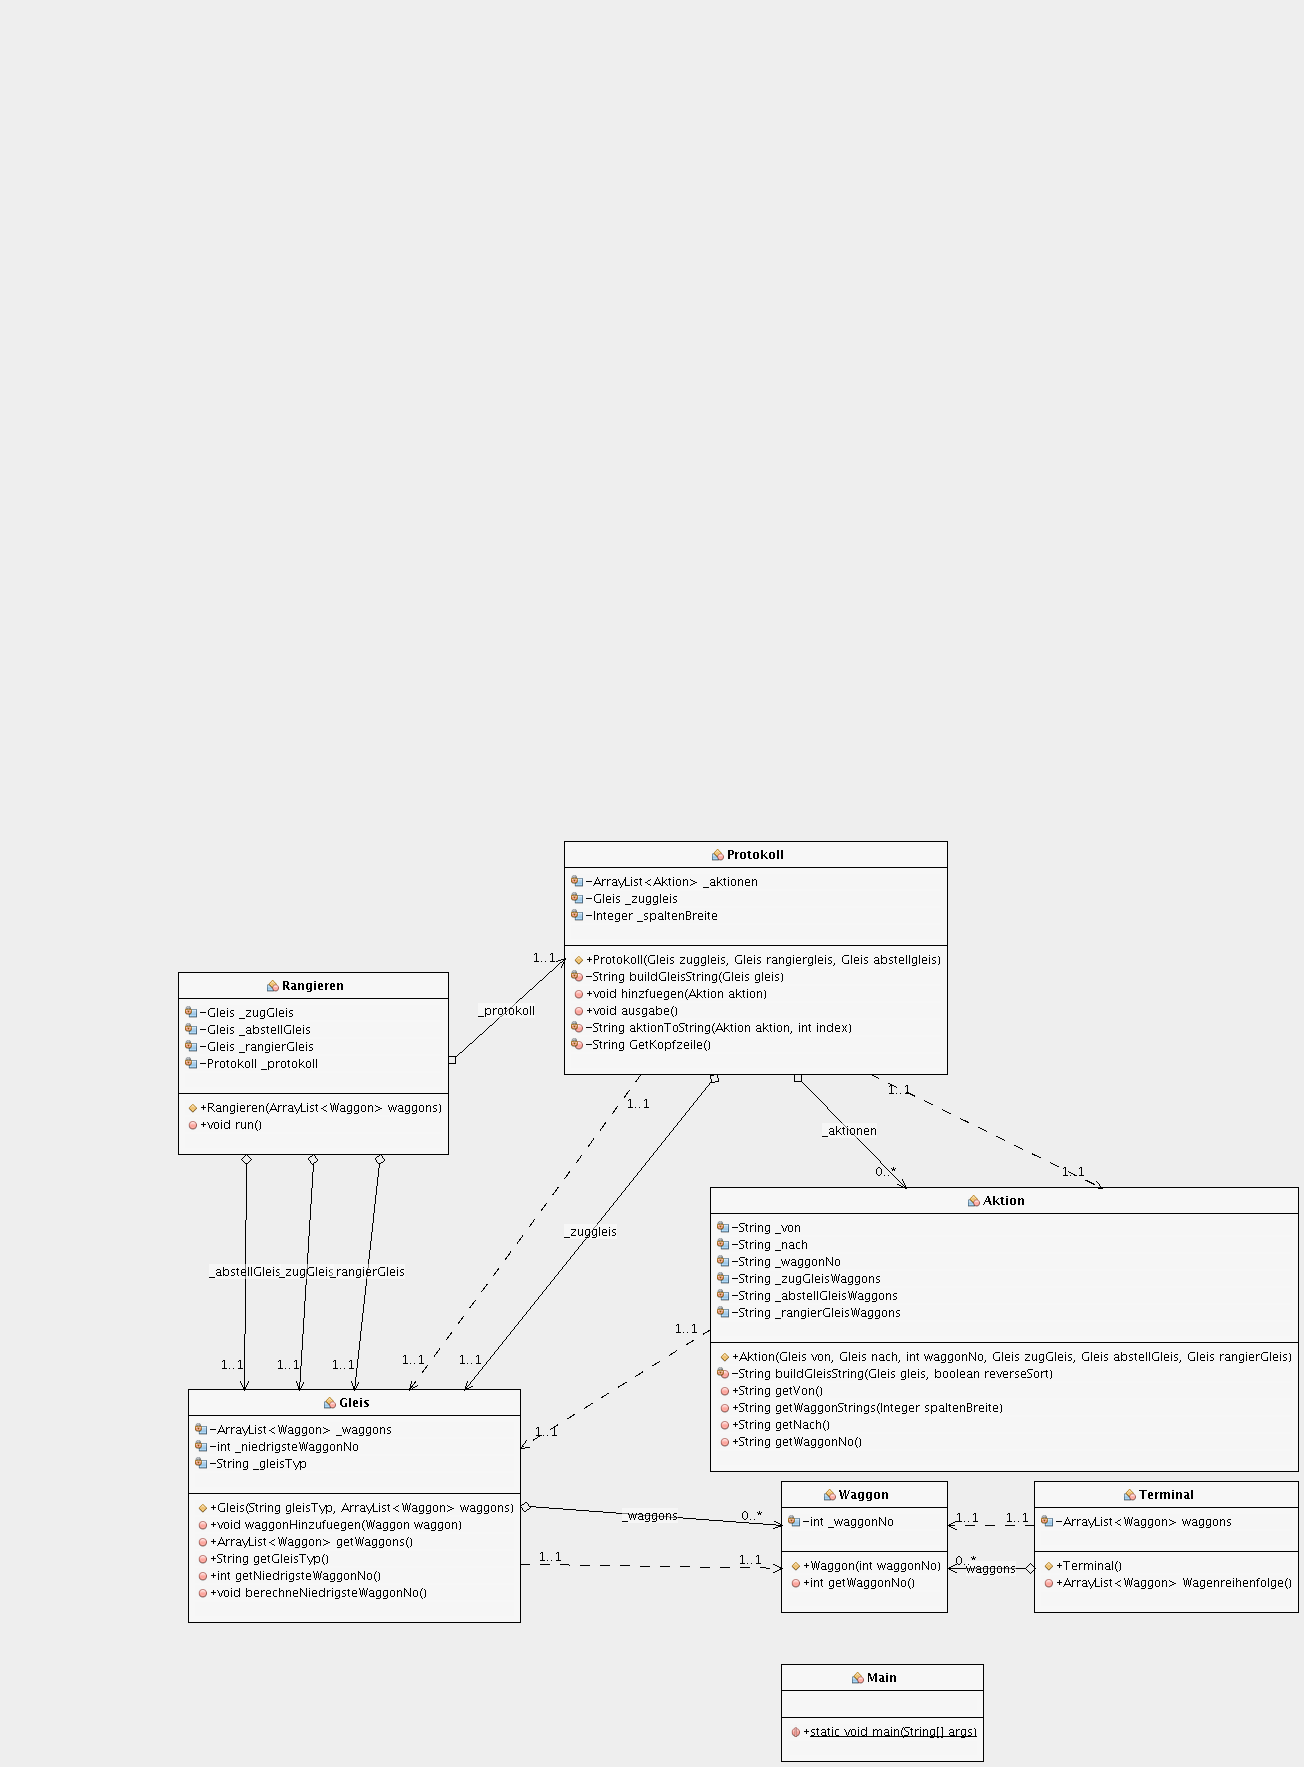 Protokoll
-ArrayList<Aktion> _aktionen
-Gleis _zuggleis
-Integer _spaltenBreite
+Protokoll(Gleis zuggleis, Gleis rangiergleis, Gleis abstellgleis)
-String buildGleisString(Gleis gleis)
+void hinzfuegen(Aktion aktion)
+void ausgabe()
-String aktionToString(Aktion aktion, int index)
-String GetKopfzeile()
1..1
_protokoll
Rangieren
-Gleis _zugGleis
-Gleis _abstellGleis
-Gleis _rangierGleis
-Protokoll _protokoll
+Rangieren(ArrayList<Waggon> waggons)
+void run()
1..1
1..1
_aktionen
0..*
1..1
_zuggleis
_abstellGleis
_zugGleis
_rangierGleis
1..1
1..1
1..1
1..1
1..1
Aktion
-String _von
-String _nach
-String _waggonNo
-String _zugGleisWaggons
-String _abstellGleisWaggons
-String _rangierGleisWaggons
+Aktion(Gleis von, Gleis nach, int waggonNo, Gleis zugGleis, Gleis abstellGleis, Gleis rangierGleis)
-String buildGleisString(Gleis gleis, boolean reverseSort)
+String getVon()
+String getWaggonStrings(Integer spaltenBreite)
+String getNach()
+String getWaggonNo()
1..1
1..1
Gleis
-ArrayList<Waggon> _waggons
-int _niedrigsteWaggonNo
-String _gleisTyp
+Gleis(String gleisTyp, ArrayList<Waggon> waggons)
+void waggonHinzufuegen(Waggon waggon)
+ArrayList<Waggon> getWaggons()
+String getGleisTyp()
+int getNiedrigsteWaggonNo()
+void berechneNiedrigsteWaggonNo()
_waggons
0..*
1..1
1..1
Waggon
-int _waggonNo
+Waggon(int waggonNo)
+int getWaggonNo()
1..1
1..1
0..*
waggons
Terminal
-ArrayList<Waggon> waggons
+Terminal()
+ArrayList<Waggon> Wagenreihenfolge()
Main
+static void main(String[] args)